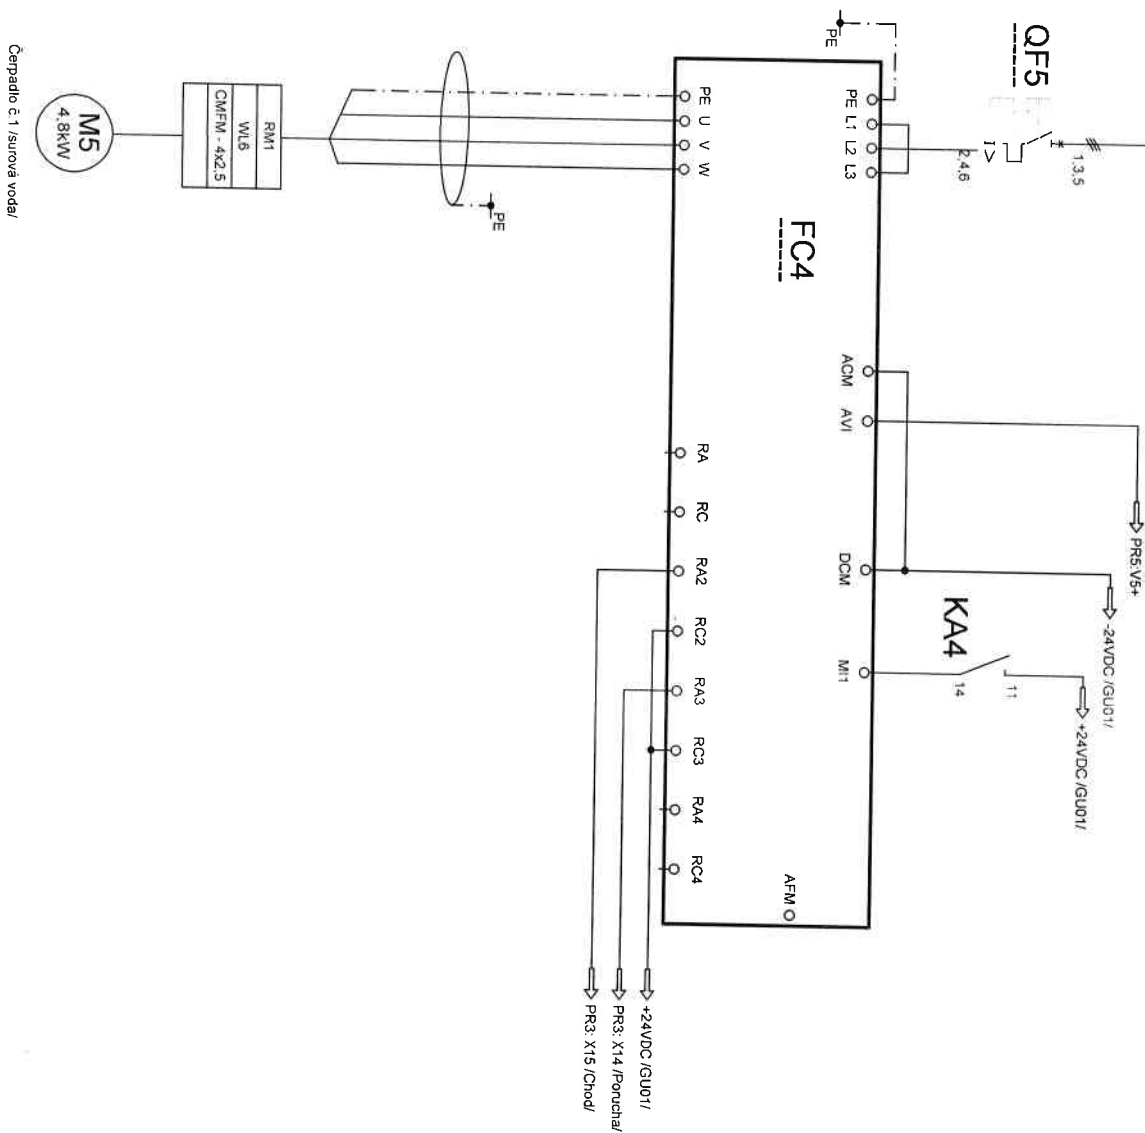 QF5
1,3,5
I >
2,4,6
PE
PE
L1
L2
L3
ACM
AVI
DCM
MI1
PR5:V5+
-24VDC /GU01/
+24VDC /GU01/
KA4
11
14
FC4
AFM
PE
U
V
W
RA
RC
RA2
RC2
RA3
RC3
RA4
RC4
PE
+24VDC /GU01/
PR3: X14 /Porucha/
PR3: X15 /Chod/
RM1
WL6
CMFM - 4x2,5
M5
4,8kW
Čerpadlo č.1 /surová voda/